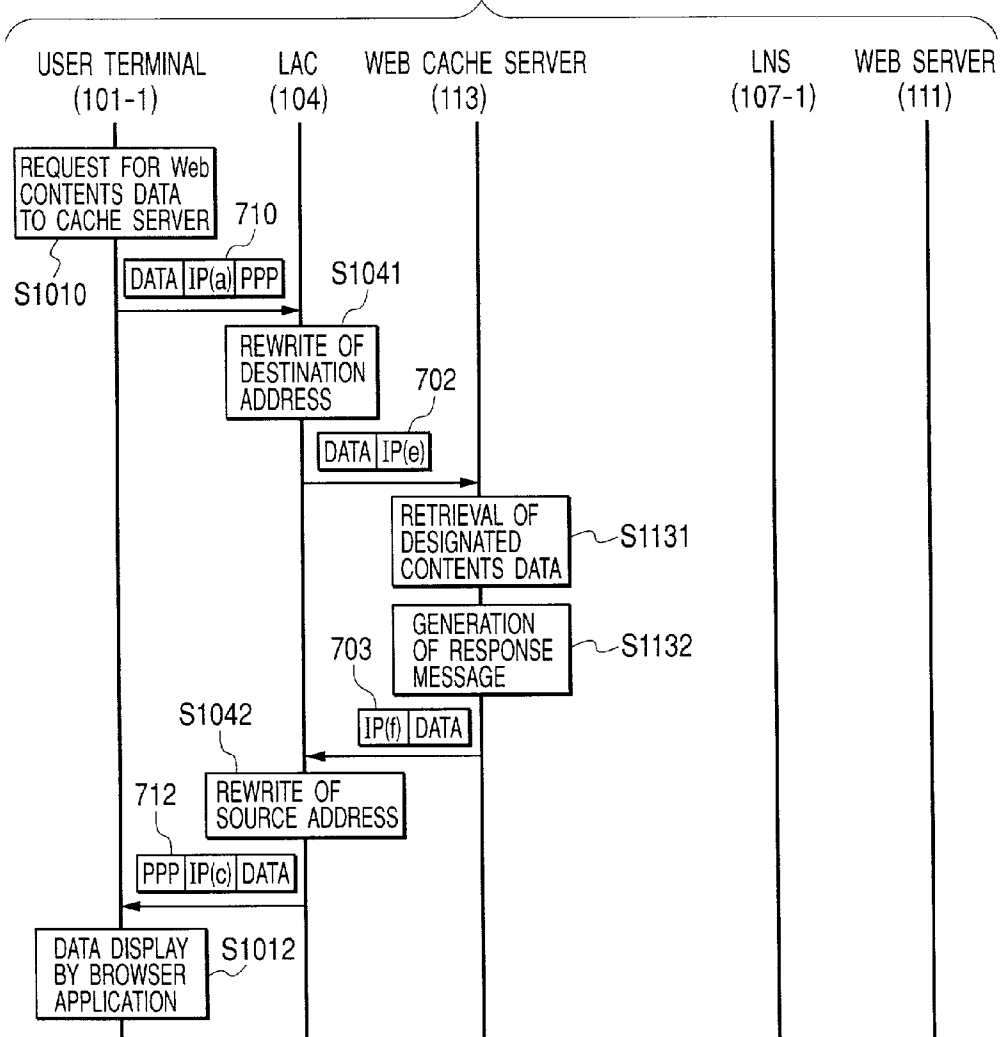 USER TERMINAL
(101-1)
LAC
(104)
WEB CACHE SERVER
(113)
LNS
(107-1)
WEB SERVER
(111)
REQUEST FOR Web
CONTENTS DATA
TO CACHE SERVER
S1010
710
DATA IP(a) PPP
S1041
REWRITE OF
DESTINATION
ADDRESS
702
DATA IP(e)
RETRIEVAL OF
DESIGNATED
CONTENTS DATA
S1131
GENERATION
OF RESPONSE
MESSAGE
S1132
703
IP(f) DATA
S1042
REWRITE OF
SOURCE ADDRESS
712
PPP IP(c) DATA
DATA DISPLAY
BY BROWSER
APPLICATION
S1012